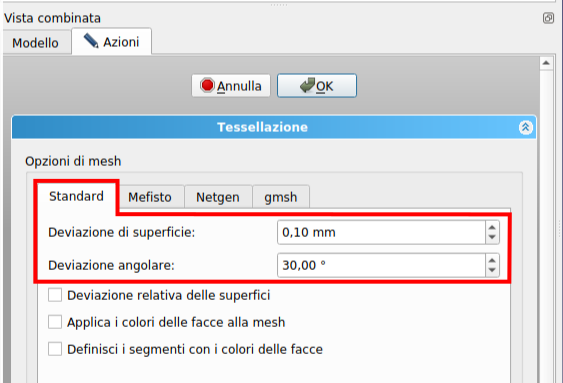 Vista combinata
Modello Azioni
Annulla OK
Tessellazione
Opzioni di mesh
Standard Mefisto Netgen gmsh
Deviazione di superficie: 0,10 mm
Deviazione angolare: 30,00 °
Deviazione relativa delle superfici
Applica i colori delle facce alla mesh
Definisci i segmenti con i colori delle facce